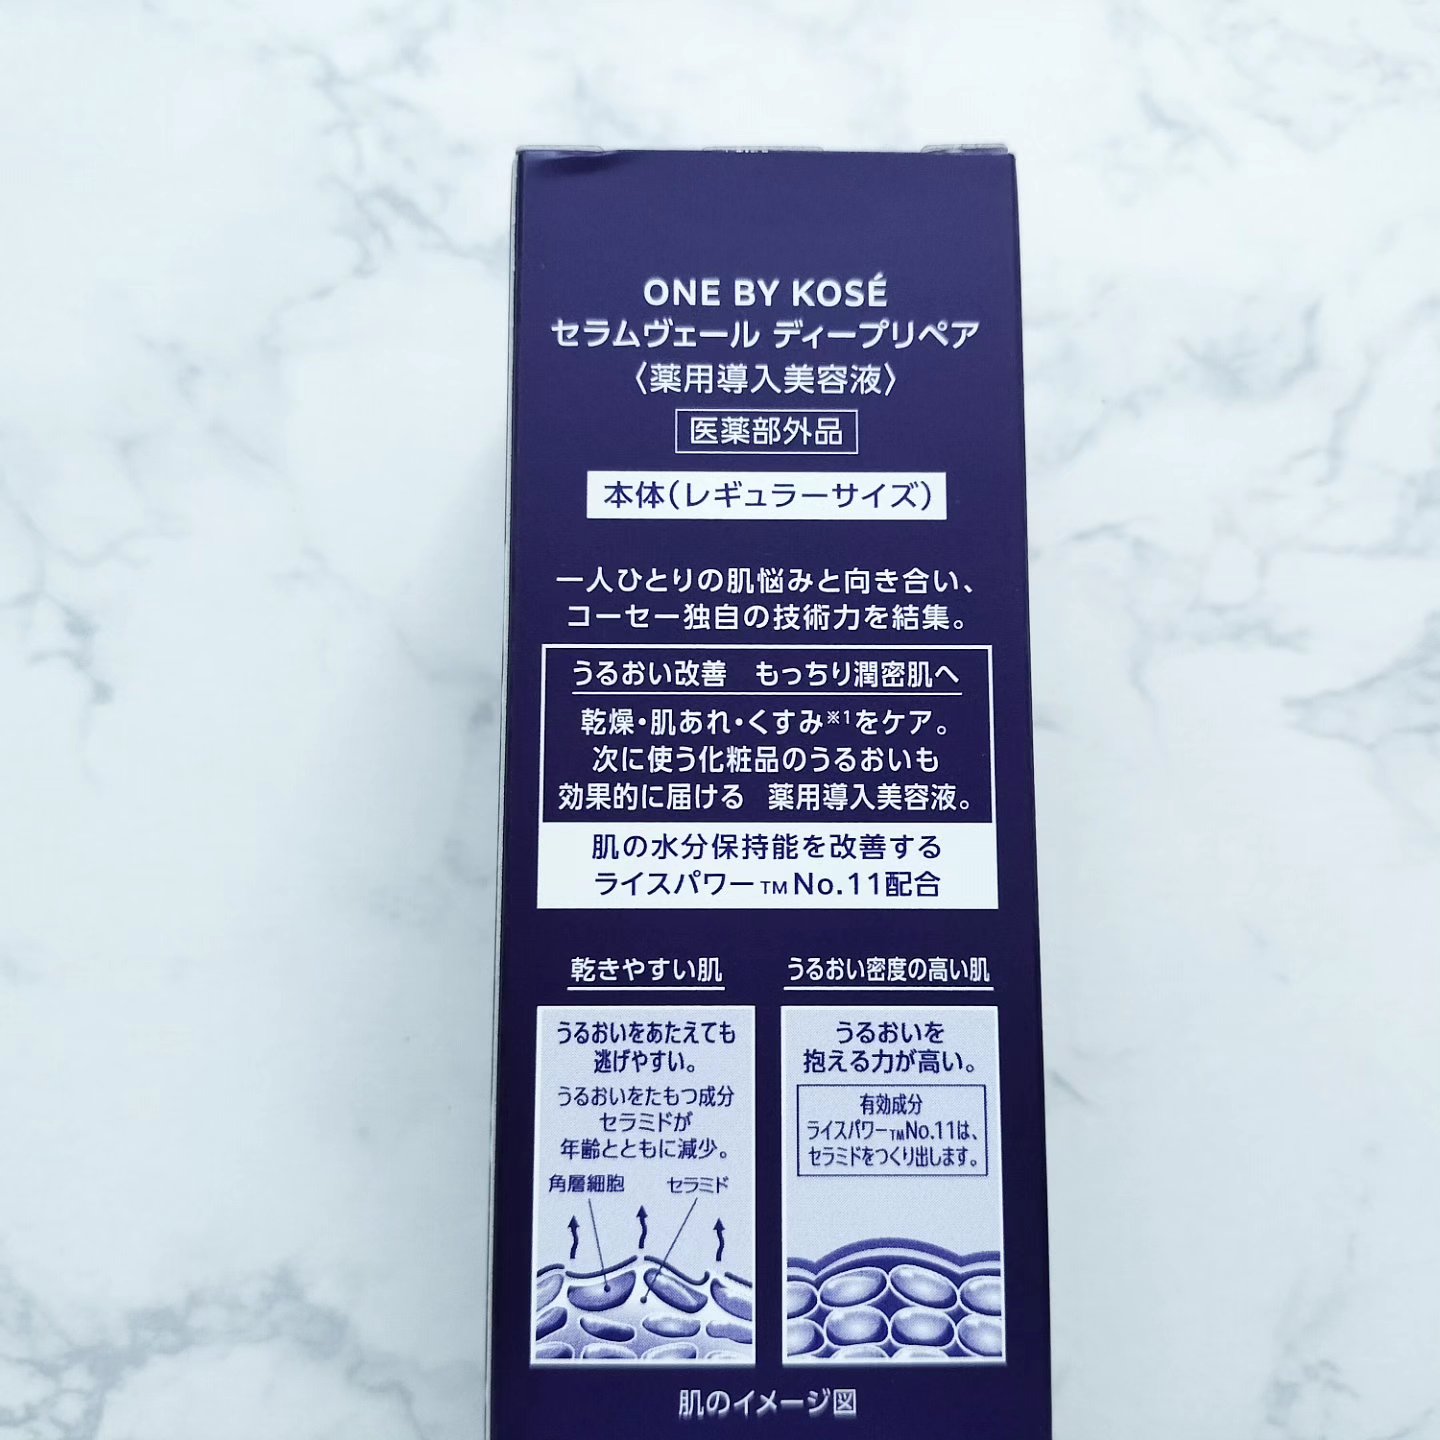 ONE BY KOSÉ
セラムヴェール ディープリペア
〈薬用導入美容液〉
医薬部外品
本体(レギュラーサイズ)
一人ひとりの肌悩みと向き合い、
コーセー独自の技術力を結集。
うるおい改善 もっちり潤密肌へ
乾燥・肌あれ・くすみ※1をケア。
次に使う化粧品のうるおいも
効果的に届ける 薬用導入美容液。
肌の水分保持能を改善する
ライスパワー™No.11配合
乾きやすい肌
うるおいをあたえても
逃げやすい。
うるおいをたもつ成分
セラミドが
年齢とともに減少。
角層細胞 セラミド
うるおい密度の高い肌
うるおいを
抱える力が高い。
有効成分
ライスパワー™No.11は、
セラミドをつくり出します。
肌のイメージ図